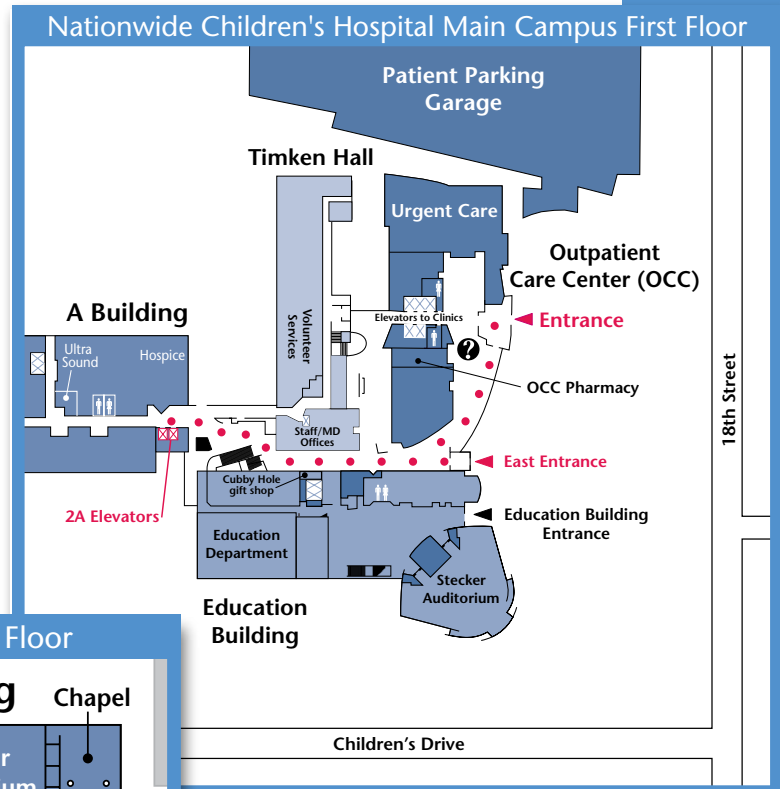 Nationwide Children's Hospital Main Campus First Floor
Patient Parking
Garage
Timken Hall
Urgent Care
Outpatient
Care Center (OCC)
A Building
Volunteer
Services
Elevators to Clinics
Entrance
Ultra
Sound
Hospice
?
OCC Pharmacy
18th Street
Staff/MD
Offices
East Entrance
Cubby Hole
gift shop
2A Elevators
Education Building
Entrance
Education
Department
Stecker
Auditorium
Education
Building
Floor
Chapel
Children’s Drive